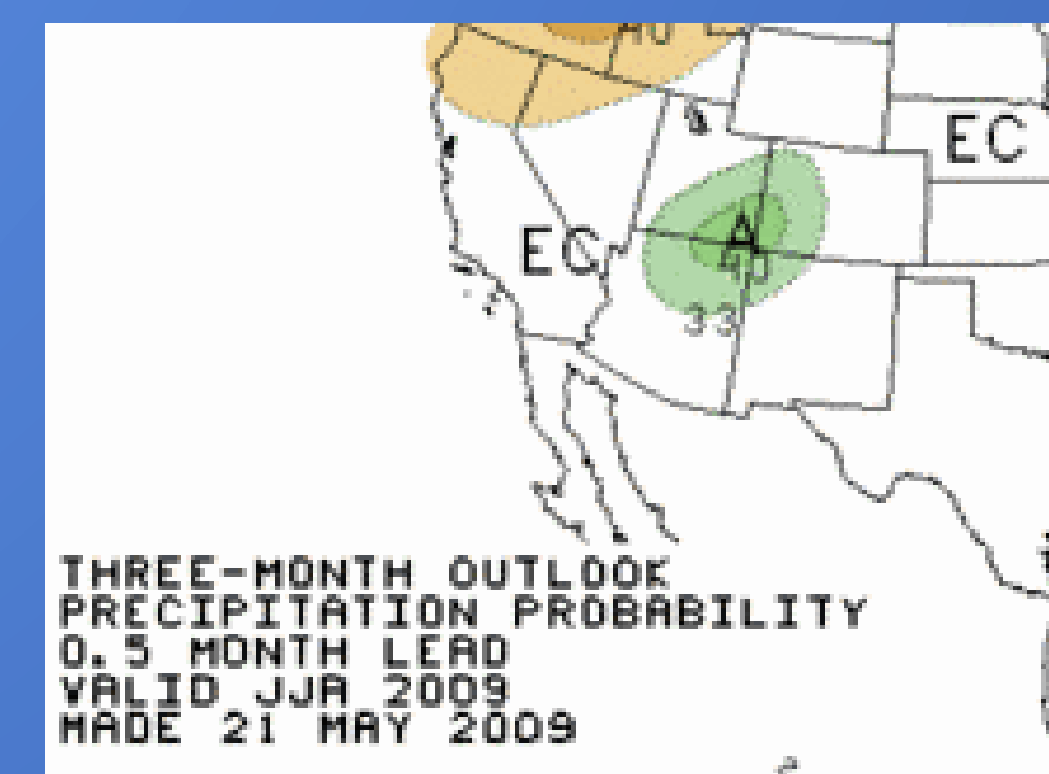 40
EC
EC
A
40
33
THREE-MONTH OUTLOOK
PRECIPITATION PROBABILITY
0.5 MONTH LEAD
VALID JJA 2009
MADE 21 MAY 2009